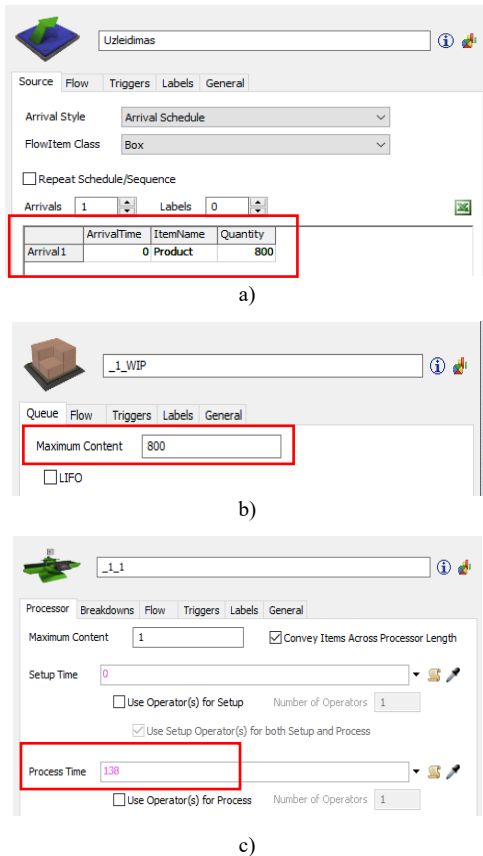 Uzleidimas
Source Flow Triggers Labels General
Arrival Style Arrival Schedule
FlowItem Class Box
Repeat Schedule/Sequence
Arrivals 1 Labels 0
ArrivalTime ItemName Quantity
Arrival1 0 Product 800
a)
_1_WIP
Queue Flow Triggers Labels General
Maximum Content 800
LIFO
b)
_1_1
Processor Breakdowns Flow Triggers Labels General
Maximum Content 1 Convey Items Across Processor Length
Setup Time 0
Use Operator(s) for Setup Number of Operators 1
Use Setup Operator(s) for both Setup and Process
Process Time 138
Use Operator(s) for Process Number of Operators 1
c)